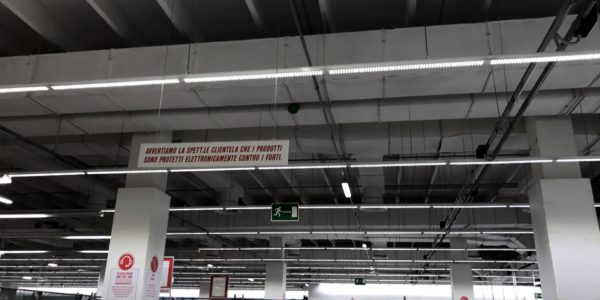 AVVERTIAMO LA SPETT.LE CLIENTELA CHE I PRODOTTI
SONO PROTETTI ELETTRONICAMENTE CONTRO I FURTI.